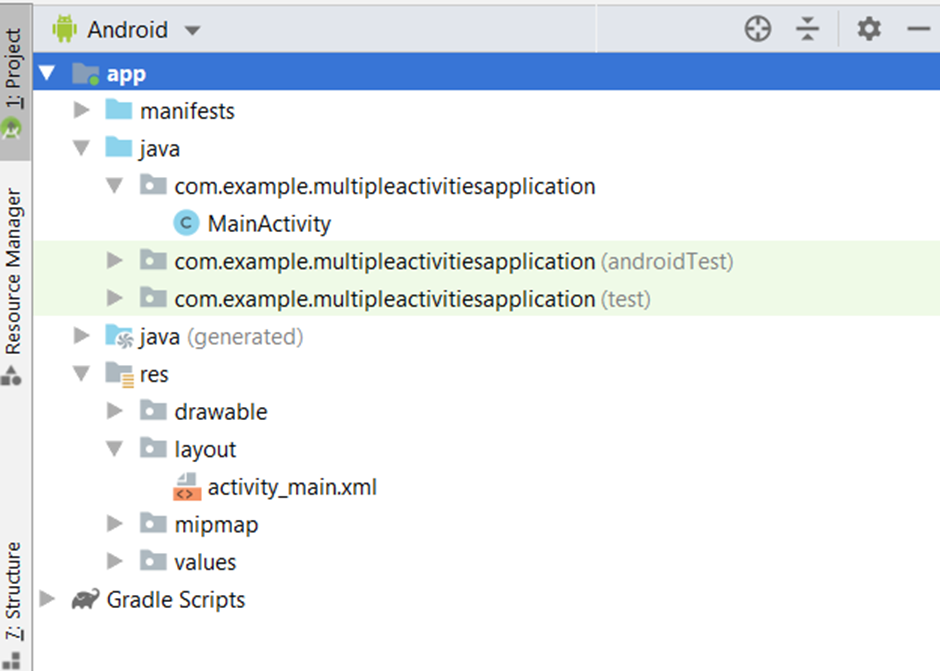 Android
app
manifests
java
com.example.multipleactivitiesapplication
C MainActivity
com.example.multipleactivitiesapplication (androidTest)
com.example.multipleactivitiesapplication (test)
java (generated)
res
drawable
layout
activity_main.xml
mipmap
values
Gradle Scripts
1: Project
Resource Manager
7: Structure